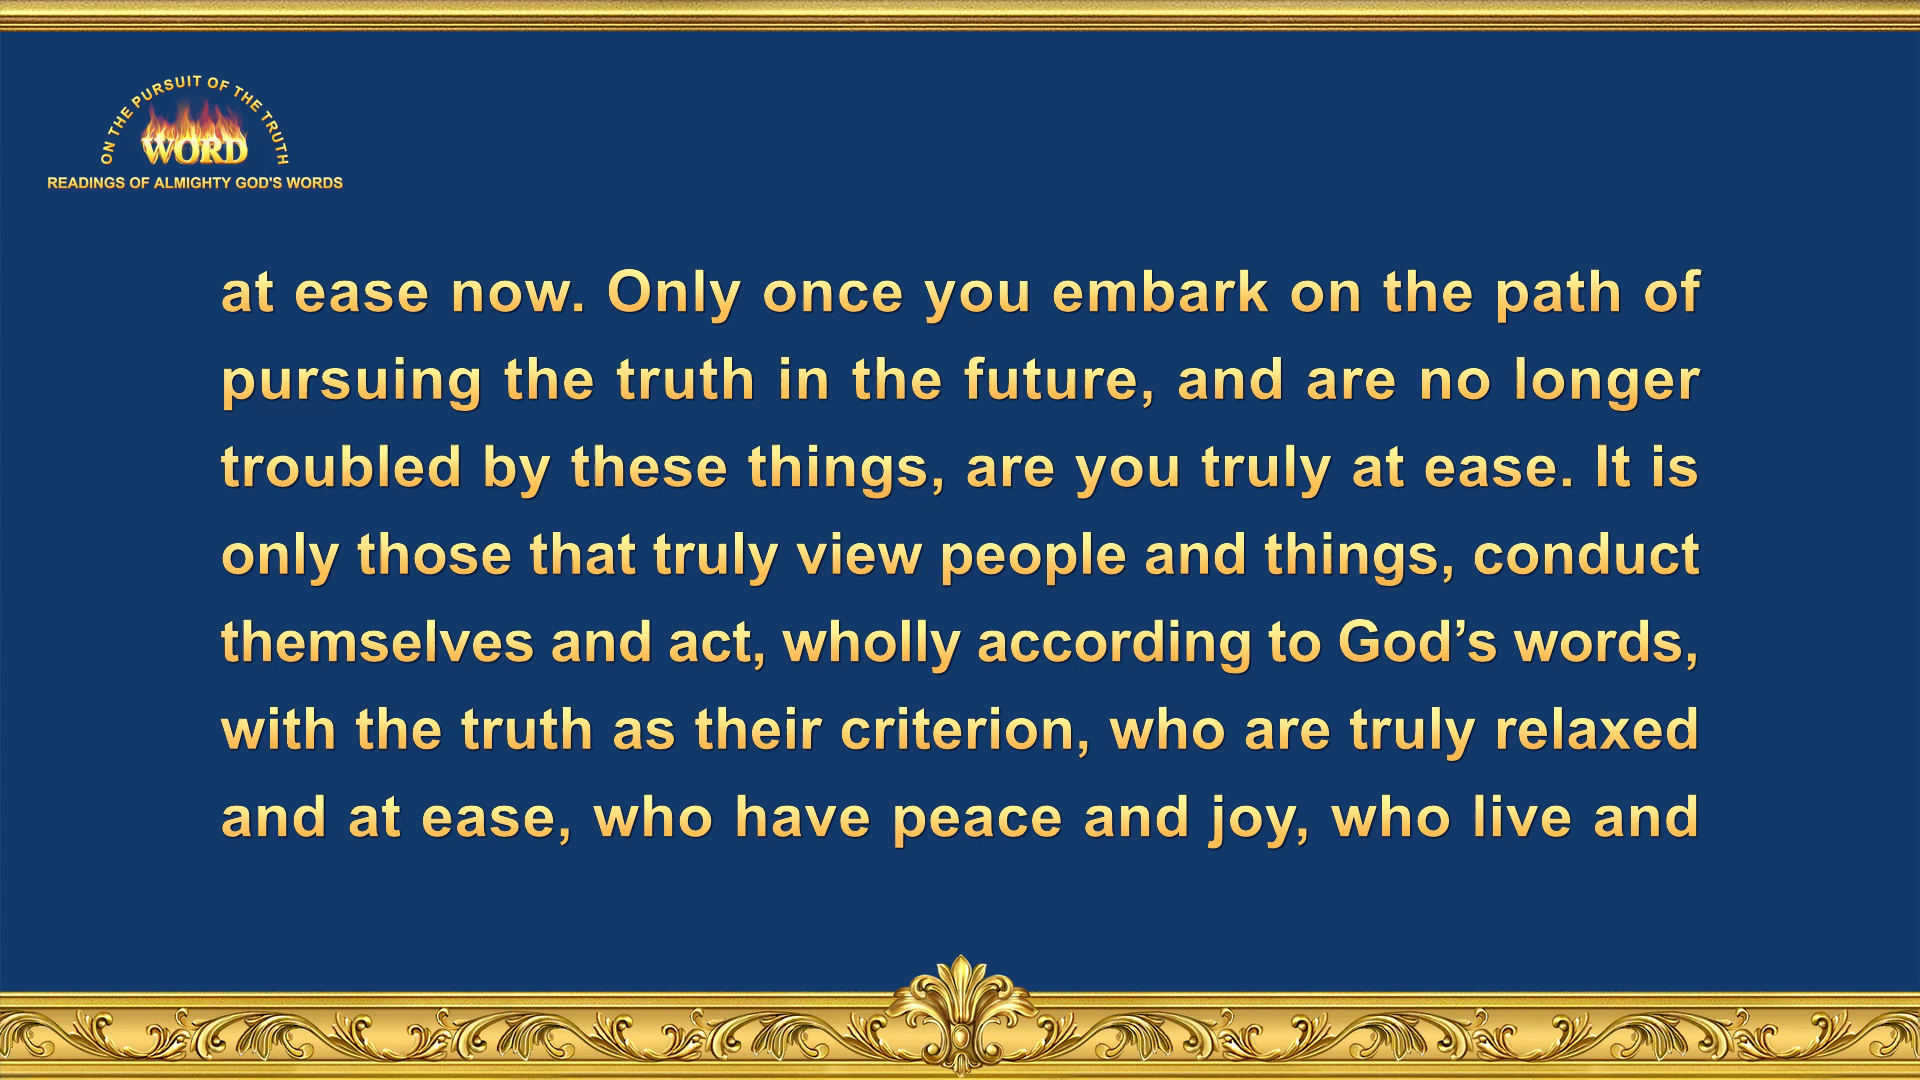 ON THE PURSUIT OF THE TRUTH
WORD
READINGS OF ALMIGHTY GOD'S WORDS
at ease now. Only once you embark on the path of
pursuing the truth in the future, and are no longer
troubled by these things, are you truly at ease. It is
only those that truly view people and things, conduct
themselves and act, wholly according to God’s words,
with the truth as their criterion, who are truly relaxed
and at ease, who have peace and joy, who live and